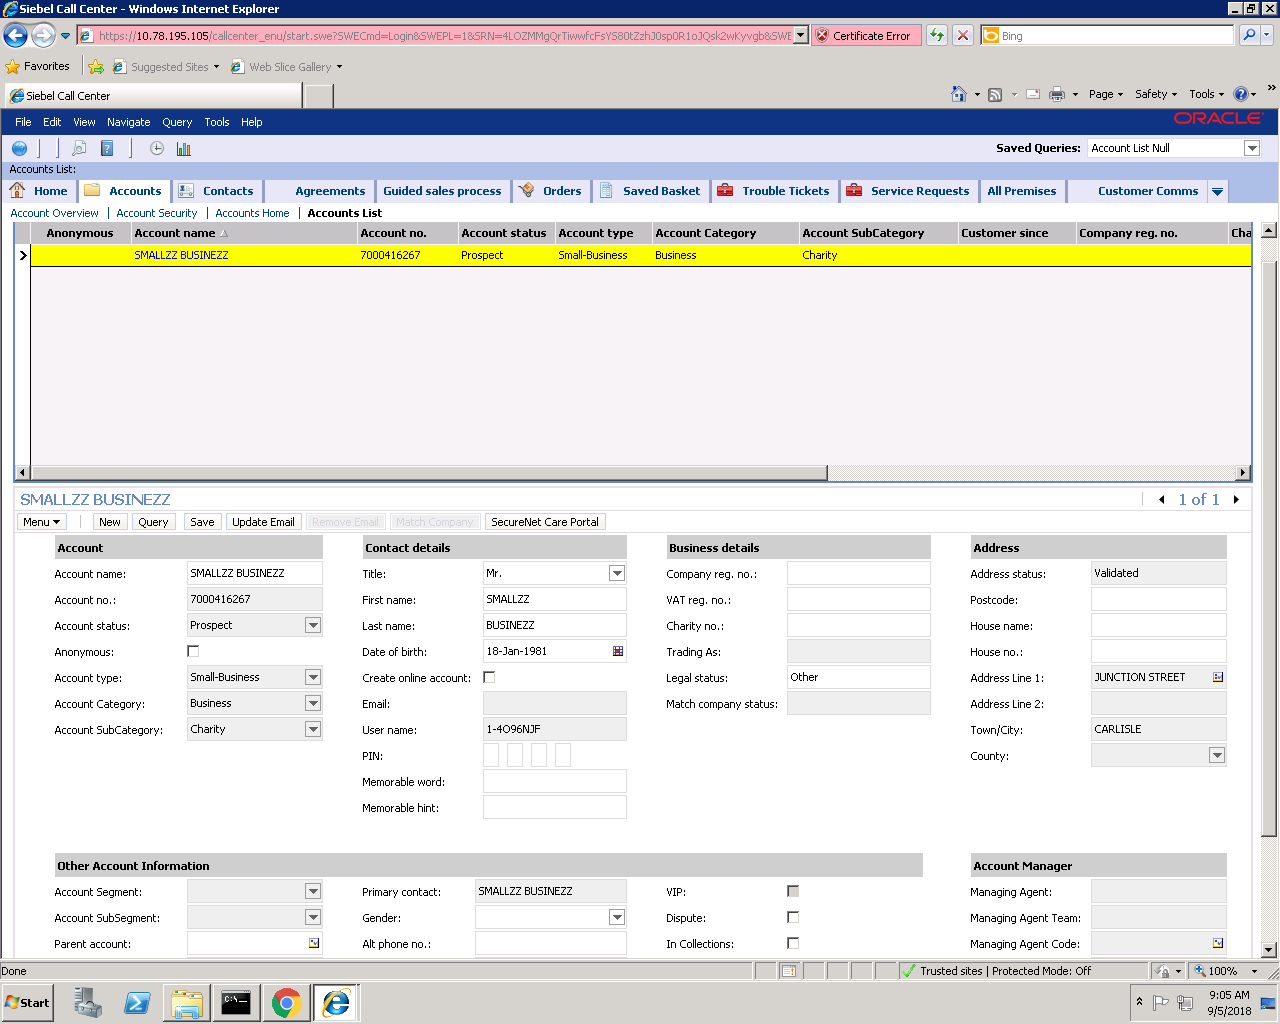 Siebel Call Center - Windows Internet Explorer
https://10.78.195.105/callcenter_enu/start.swe?SWECmd=Login&SWEPL=1&SRN=4LOZMMgQrTiwwfcFsYS80tZzhJ0sp0R1oJQsk2wKyvgb&SWE
Certificate Error
Bing
Favorites
Suggested Sites
Web Slice Gallery
Siebel Call Center
Page
Safety
Tools
File Edit View Navigate Query Tools Help
ORACLE
Saved Queries: Account List Null
Accounts List:
Home Accounts Contacts Agreements Guided sales process Orders Saved Basket Trouble Tickets Service Requests All Premises Customer Comms
Account Overview | Account Security | Accounts Home | Accounts List
Anonymous Account name Account no. Account status Account type Account Category Account SubCategory Customer since Company reg. no. Cha
SMALLZZ BUSINEZZ 7000416267 Prospect Small-Business Business Charity
SMALLZZ BUSINEZZ
1 of 1
Menu New Query Save Update Email Remove Email Match Company SecureNet Care Portal
Account Contact details Business details Address
Account name: SMALLZZ BUSINEZZ Title: Mr. Company reg. no.: Address status: Validated
Account no.: 7000416267 First name: SMALLZZ VAT reg. no.: Postcode:
Account status: Prospect Last name: BUSINEZZ Charity no.: House name:
Anonymous: Date of birth: 18-Jan-1981 Trading As: House no.:
Account type: Small-Business Create online account: Legal status: Other Address Line 1: JUNCTION STREET
Account Category: Business Email: Match company status: Address Line 2:
Account SubCategory: Charity User name: 1-4O96NJF Town/City: CARLISLE
PIN: County:
Memorable word:
Memorable hint:
Other Account Information Account Manager
Account Segment: Primary contact: SMALLZZ BUSINEZZ VIP: Managing Agent:
Account SubSegment: Gender: Dispute: Managing Agent Team:
Parent account: Alt phone no.: In Collections: Managing Agent Code:
Done
Trusted sites | Protected Mode: Off
100%
Start
9:05 AM
9/5/2018